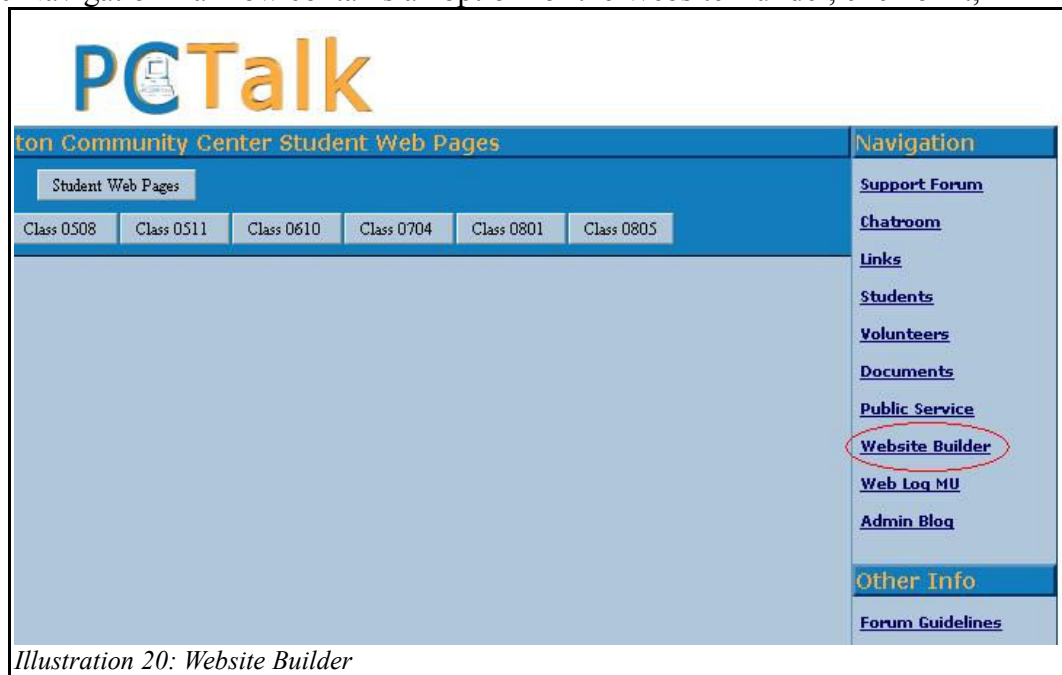 PCTalk
ton Community Center Student Web Pages
Student Web Pages
Class 0508 Class 0511 Class 0610 Class 0704 Class 0801 Class 0805
Navigation
Support Forum
Chatroom
Links
Students
Volunteers
Documents
Public Service
Website Builder
Web Log MU
Admin Blog
Other Info
Forum Guidelines
Illustration 20: Website Builder